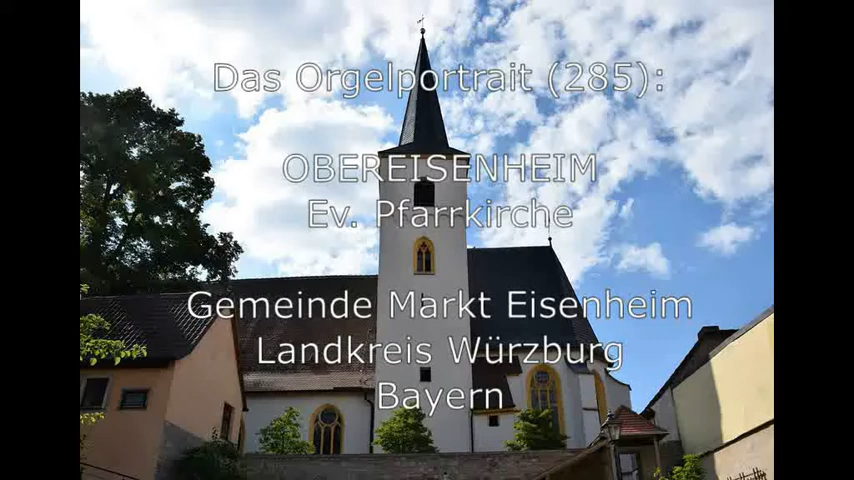 Das Orgelportrait (285):
OBEREISENHEIM
Ev. Pfarrkirche
Gemeinde Markt Eisenheim
Landkreis Würzburg
Bayern